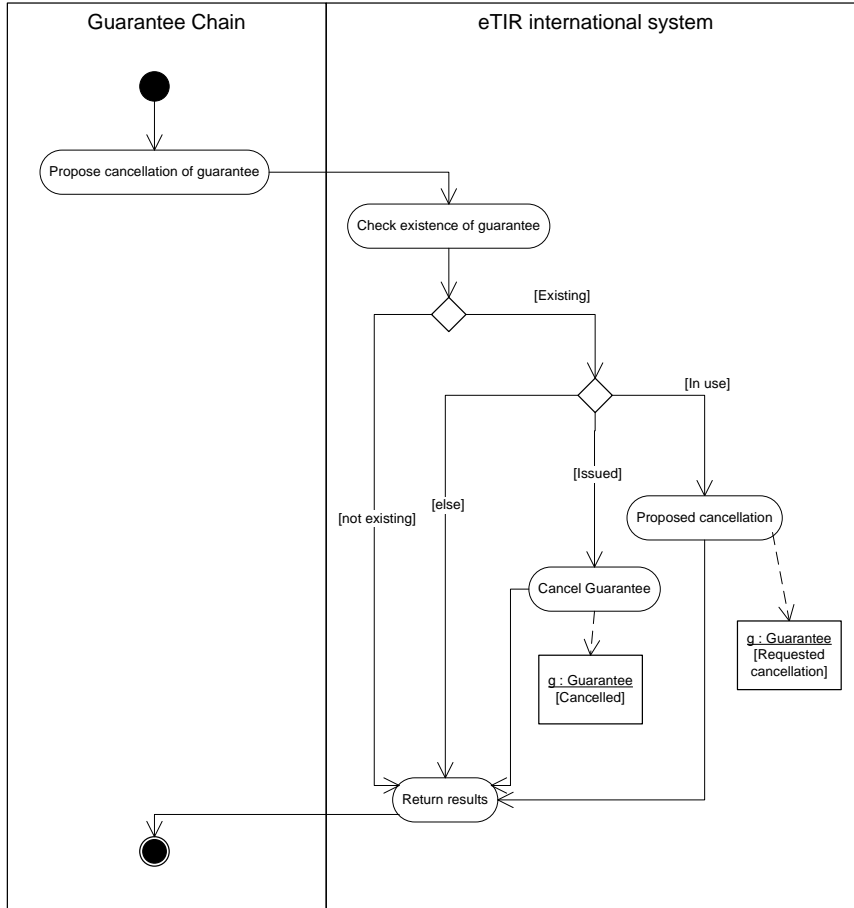 Guarantee Chain
eTIR international system
Propose cancellation of guarantee
Check existence of guarantee
[Existing]
[In use]
[Issued]
[not existing]
[else]
Proposed cancellation
Cancel Guarantee
g : Guarantee
[Requested
cancellation]
g : Guarantee
[Cancelled]
Return results